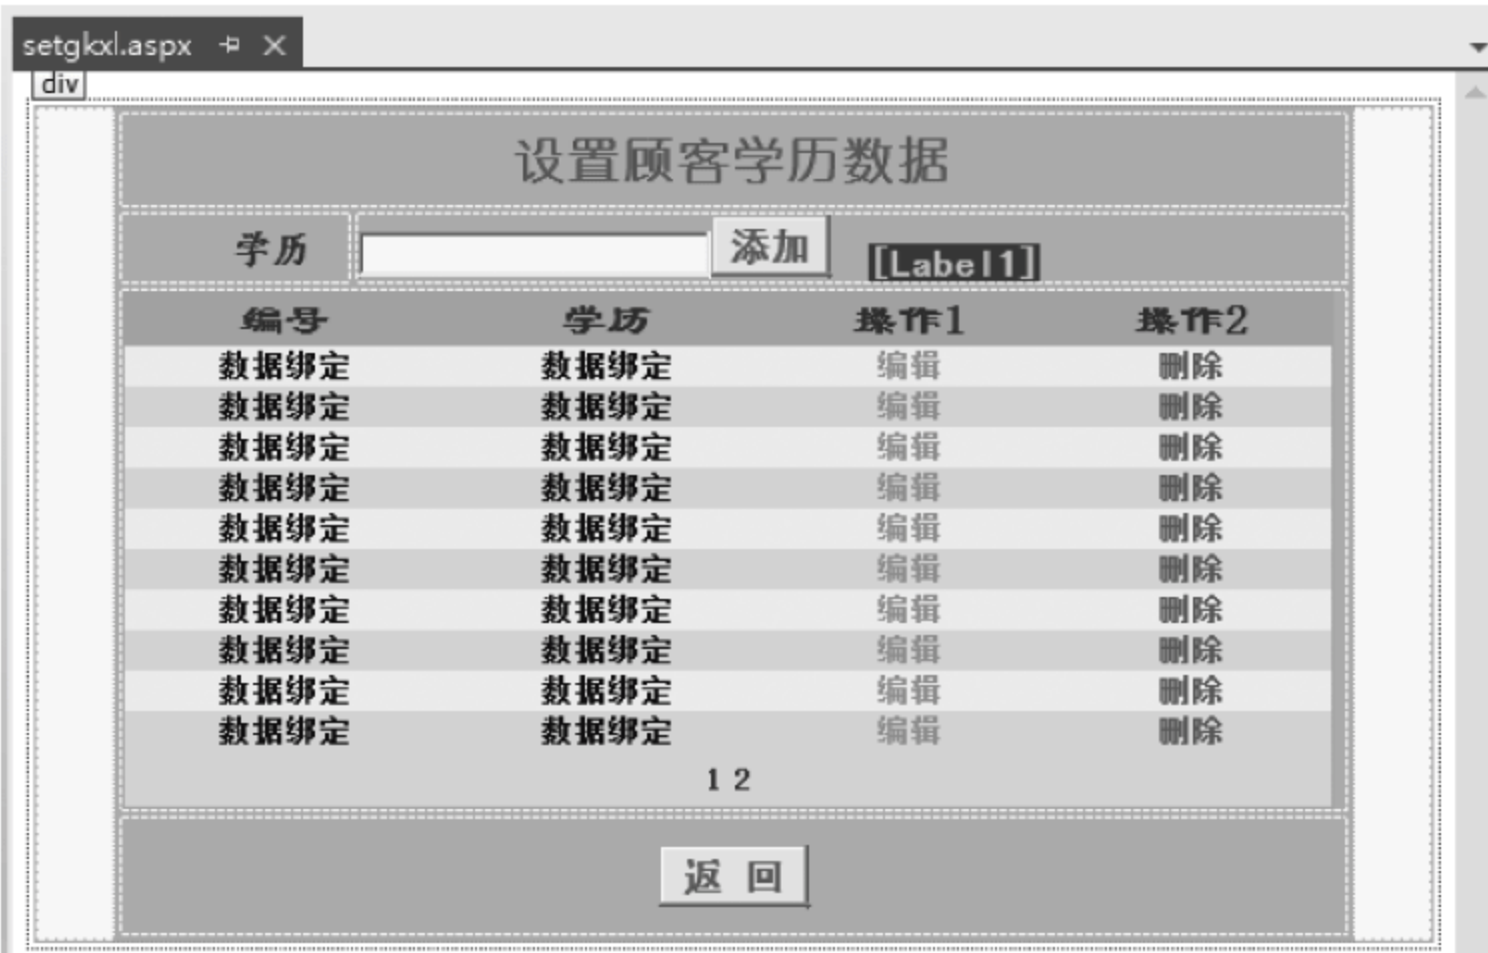 setgkxl.aspx
div
设置顾客学历数据
学历 添加 [Label1]
编号 学历 操作1 操作2
数据绑定 数据绑定 编辑 删除
数据绑定 数据绑定 编辑 删除
数据绑定 数据绑定 编辑 删除
数据绑定 数据绑定 编辑 删除
数据绑定 数据绑定 编辑 删除
数据绑定 数据绑定 编辑 删除
数据绑定 数据绑定 编辑 删除
数据绑定 数据绑定 编辑 删除
数据绑定 数据绑定 编辑 删除
数据绑定 数据绑定 编辑 删除
1 2
返 回